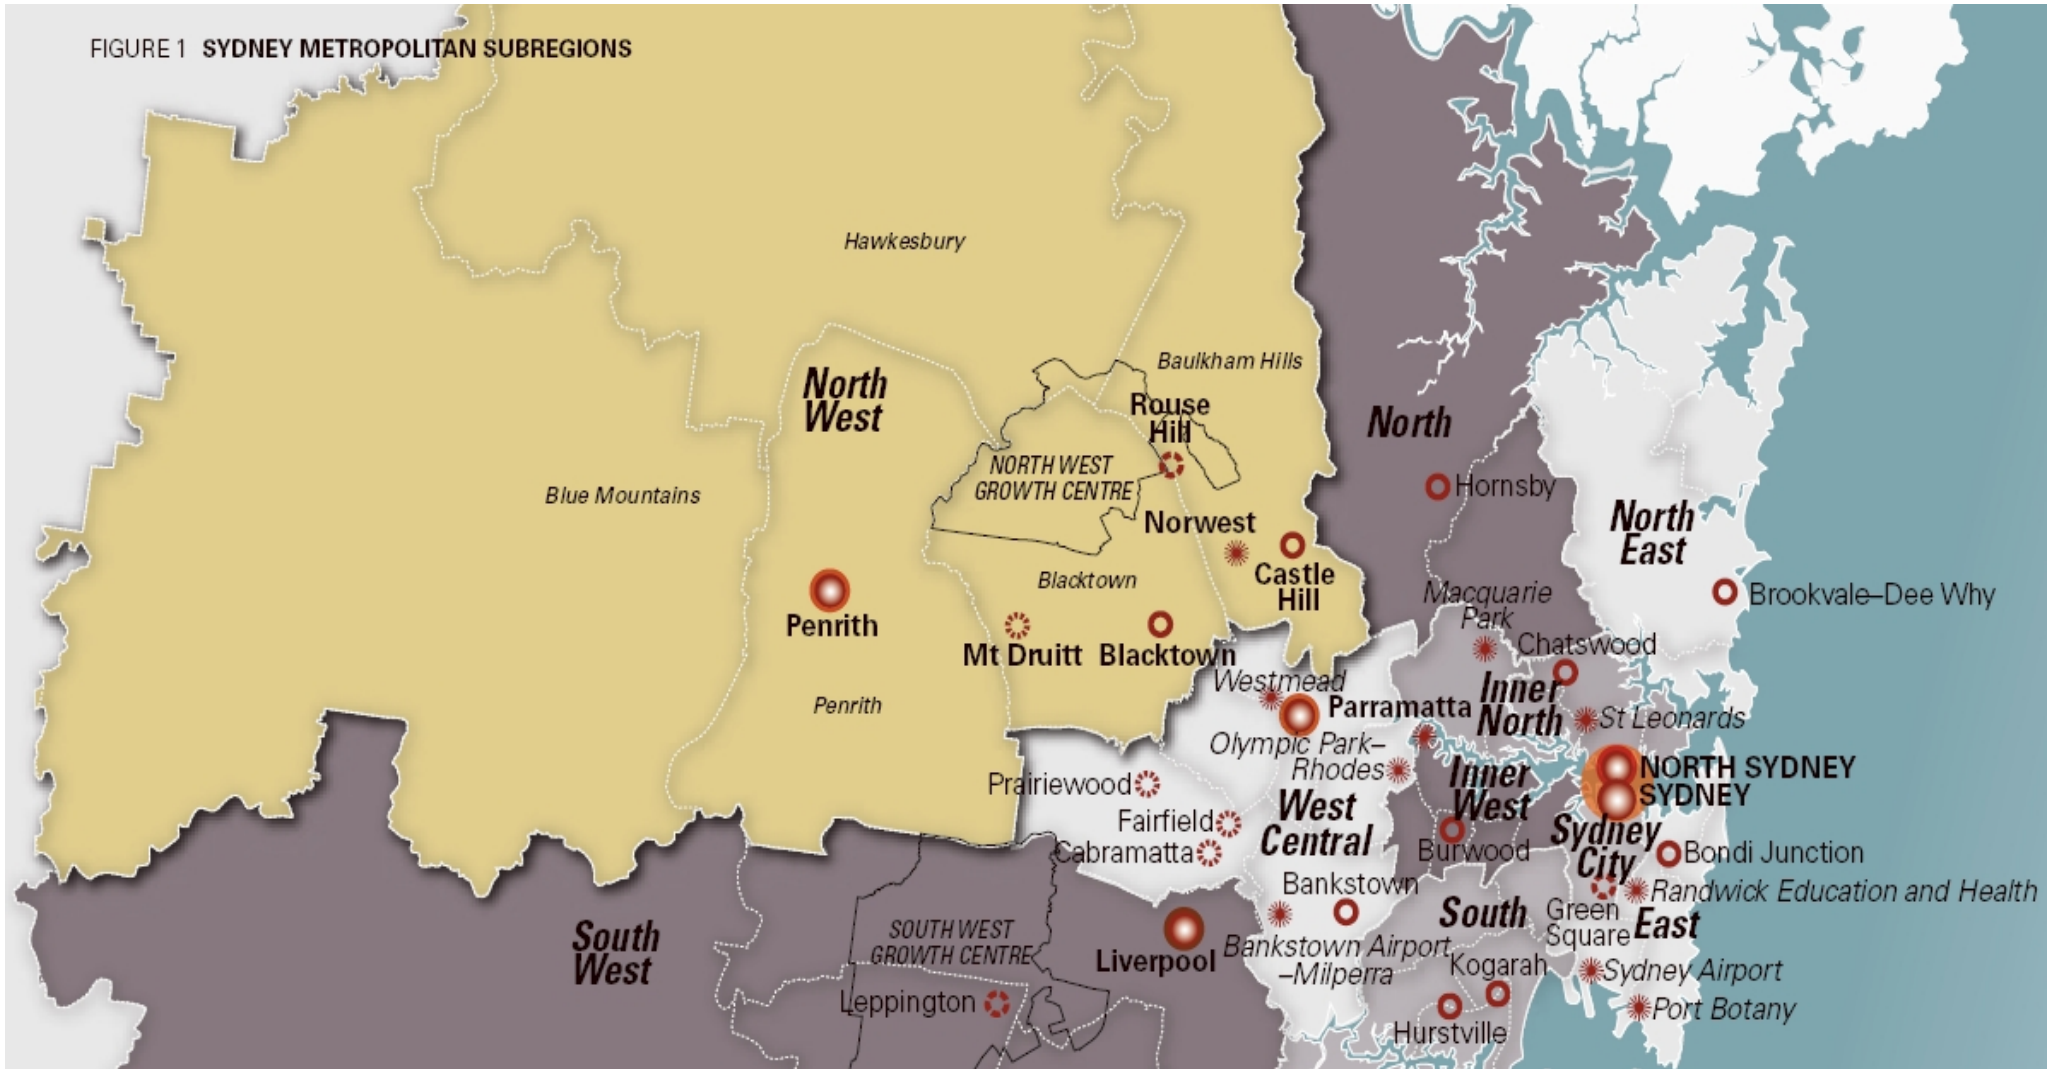 FIGURE 1 SYDNEY METROPOLITAN SUBREGIONS
Hawkesbury
Baulkham Hills
North
West
Rouse
Hill
North
NORTH WEST
GROWTH CENTRE
Hornsby
Blue Mountains
Norwest
North
East
Blacktown
Castle
Hill
Macquarie
Park
Brookvale–Dee Why
Penrith
Mt Druitt
Blacktown
Chatswood
Westmead
Inner
North
Penrith
Parramatta
St Leonards
Olympic Park–
Rhodes
Inner
West
NORTH SYDNEY
SYDNEY
Prairiewood
Fairfield
West
Central
Sydney
City
Cabramatta
Burwood
Bondi Junction
Bankstown
Randwick Education and Health
South
West
SOUTH WEST
GROWTH CENTRE
South
Green
Square
East
Liverpool
Bankstown Airport
–Milperra
Kogarah
Sydney Airport
Leppington
Port Botany
Hurstville